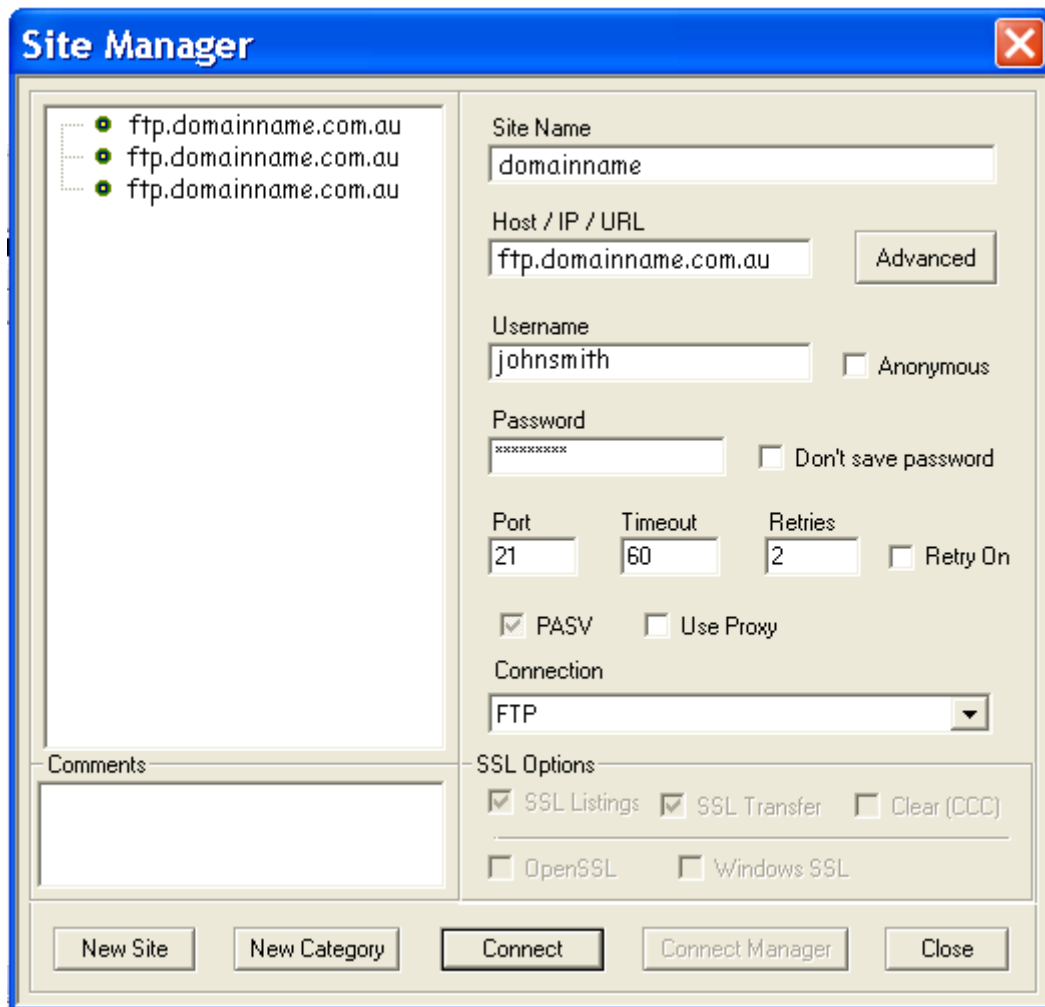 Site Manager
ftp.domainname.com.au
ftp.domainname.com.au
ftp.domainname.com.au
Site Name
domainname
Host / IP / URL
ftp.domainname.com.au
Advanced
Username
johnsmith
Anonymous
Password
*********
Don't save password
Port Timeout Retries
21 60 2 Retry On
PASV Use Proxy
Connection
FTP
Comments
SSL Options
SSL Listings SSL Transfer Clear (CCC)
OpenSSL Windows SSL
New Site New Category Connect Connect Manager Close